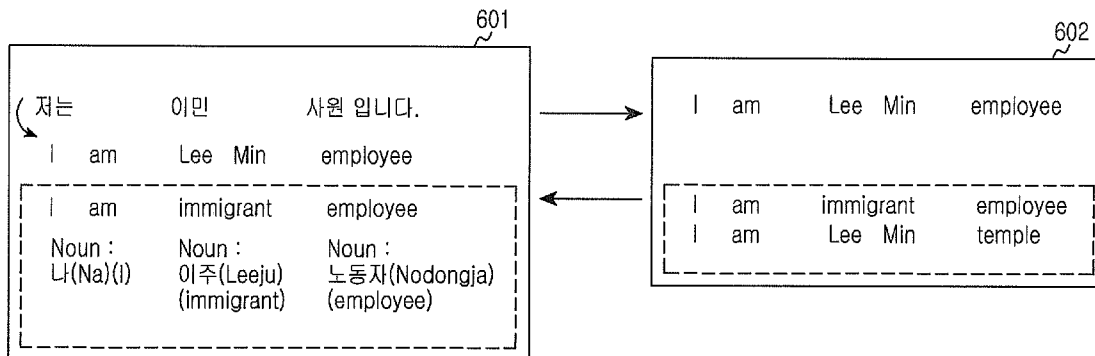 601
저는 이민 사원 입니다.
I am Lee Min employee
I am immigrant employee
Noun : Noun : Noun :
나(Na)(I) 이주(Leeju) 노동자(Nodongja)
(immigrant) (employee)
602
I am Lee Min employee
I am immigrant employee
I am Lee Min temple